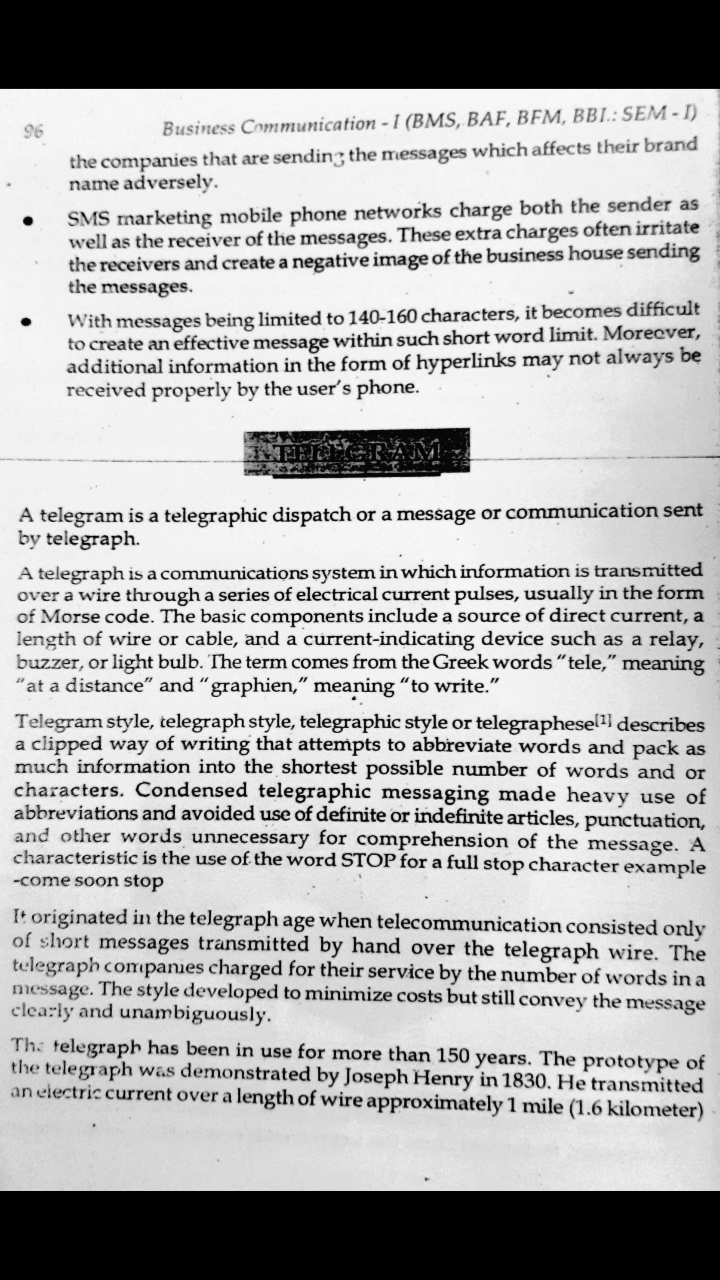 96
Business Communication - I (BMS, BAF, BFM, BBI.: SEM - I)
the companies that are sending the messages which affects their brand
name adversely.
• SMS marketing mobile phone networks charge both the sender as
well as the receiver of the messages. These extra charges often irritate
the receivers and create a negative image of the business house sending
the messages.
• With messages being limited to 140-160 characters, it becomes difficult
to create an effective message within such short word limit. Moreover,
additional information in the form of hyperlinks may not always be
received properly by the user's phone.
TELEGRAM
A telegram is a telegraphic dispatch or a message or communication sent
by telegraph.
A telegraph is a communications system in which information is transmitted
over a wire through a series of electrical current pulses, usually in the form
of Morse code. The basic components include a source of direct current, a
length of wire or cable, and a current-indicating device such as a relay,
buzzer, or light bulb. The term comes from the Greek words "tele," meaning
"at a distance" and "graphien," meaning "to write."
Telegram style, telegraph style, telegraphic style or telegraphese[1] describes
a clipped way of writing that attempts to abbreviate words and pack as
much information into the shortest possible number of words and or
characters. Condensed telegraphic messaging made heavy use of
abbreviations and avoided use of definite or indefinite articles, punctuation,
and other words unnecessary for comprehension of the message. A
characteristic is the use of the word STOP for a full stop character example
-come soon stop
It originated in the telegraph age when telecommunication consisted only
of short messages transmitted by hand over the telegraph wire. The
telegraph companies charged for their service by the number of words in a
message. The style developed to minimize costs but still convey the message
clearly and unambiguously.
The telegraph has been in use for more than 150 years. The prototype of
the telegraph was demonstrated by Joseph Henry in 1830. He transmitted
an electric current over a length of wire approximately 1 mile (1.6 kilometer)